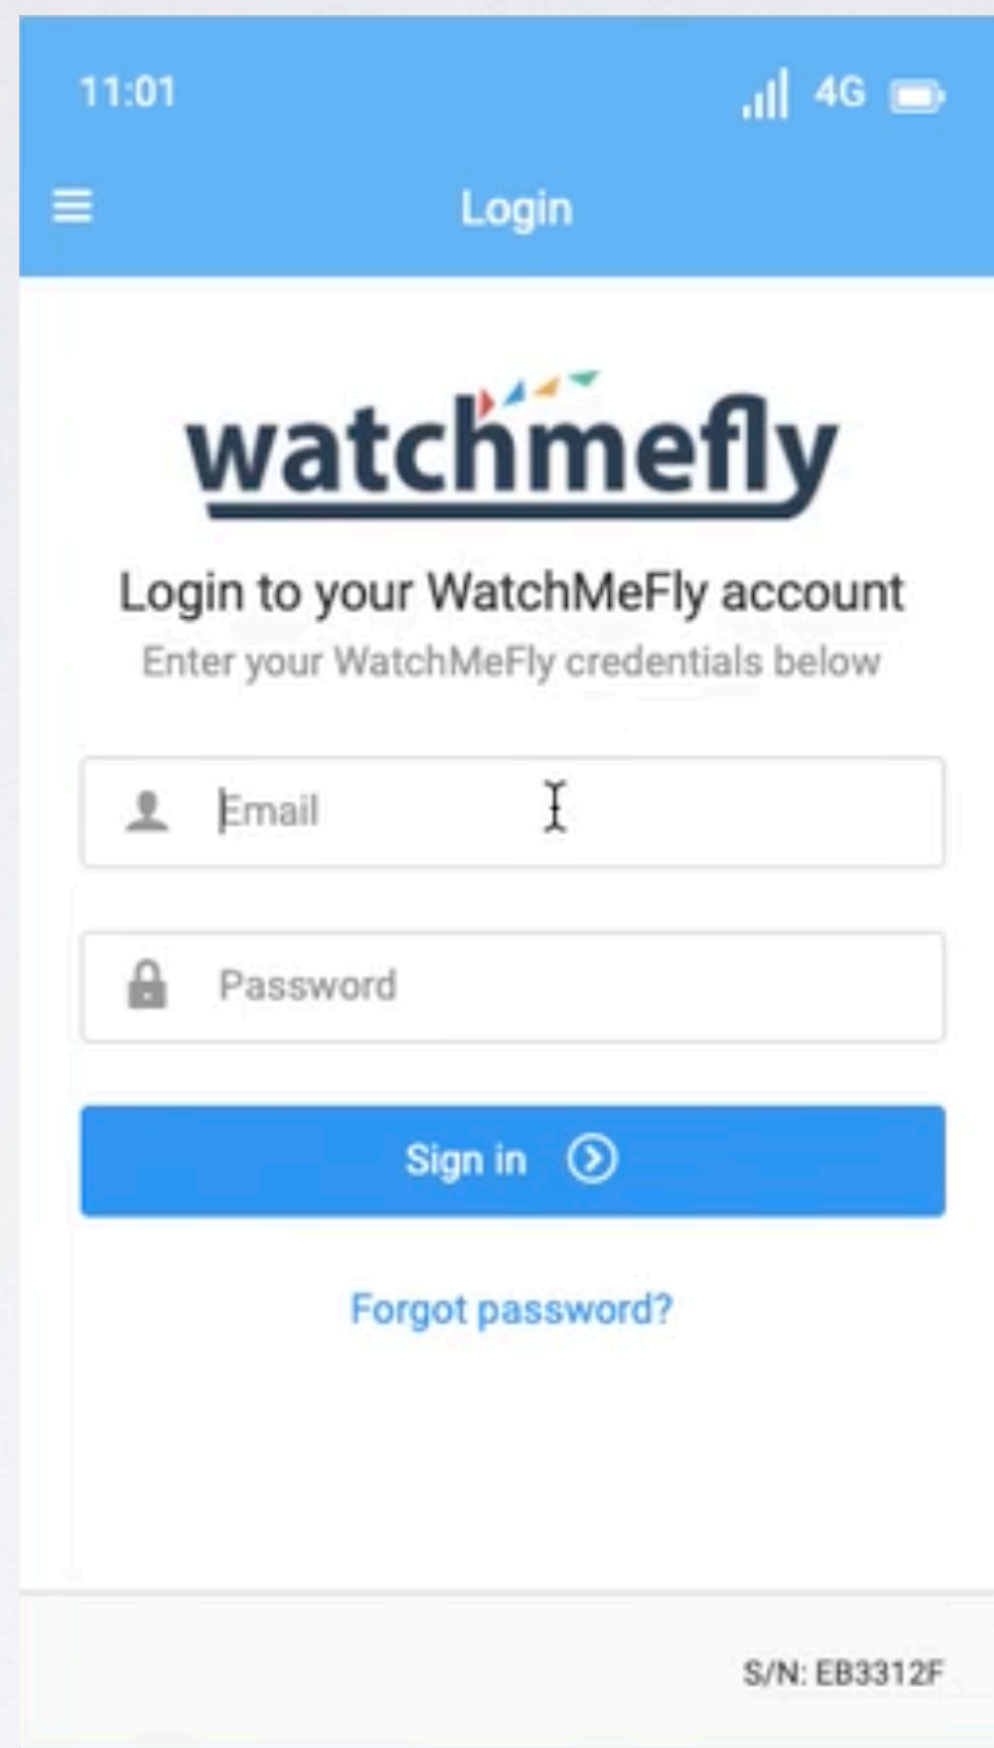 11:01 4G
Login
watchmefly
Login to your WatchMeFly account
Enter your WatchMeFly credentials below
Email
Password
Sign in
Forgot password?
S/N: EB3312F